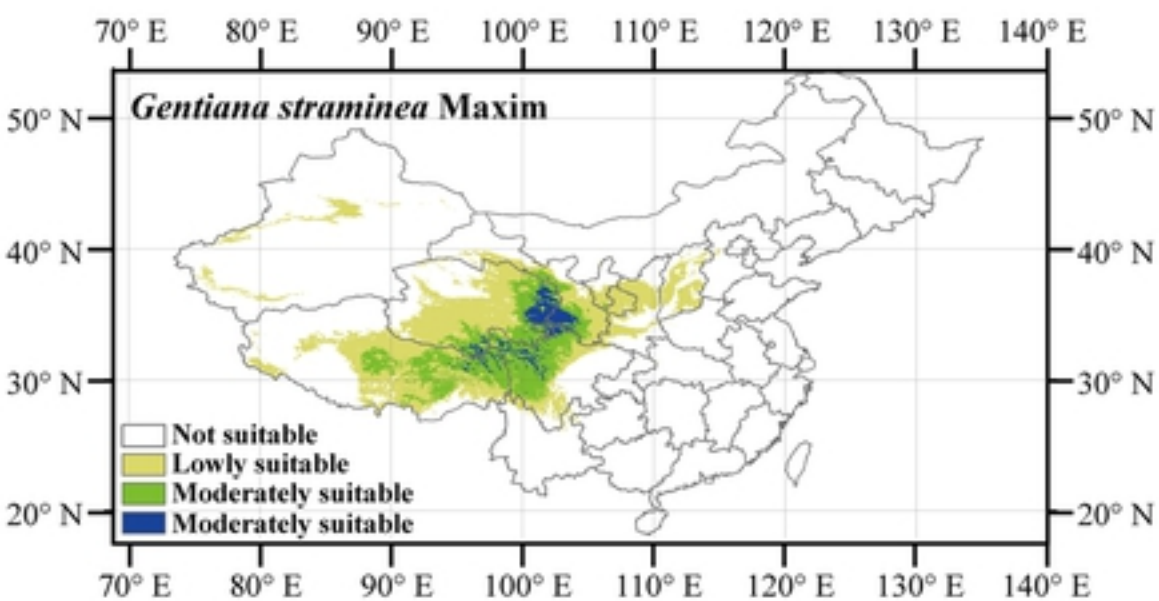 70° E 80° E 90° E 100° E 110° E 120° E 130° E 140° E
Gentiana straminea Maxim
50° N 50° N
40° N 40° N
30° N 30° N
Not suitable
Lowly suitable
Moderately suitable
20° N 20° N
Moderately suitable
70° E 80° E 90° E 100° E 110° E 120° E 130° E 140° E